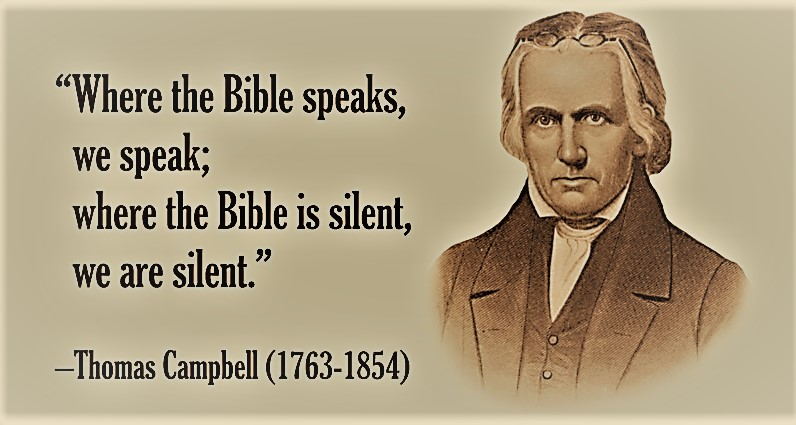 “Where the Bible speaks,
we speak;
where the Bible is silent,
we are silent.”
–Thomas Campbell (1763-1854)